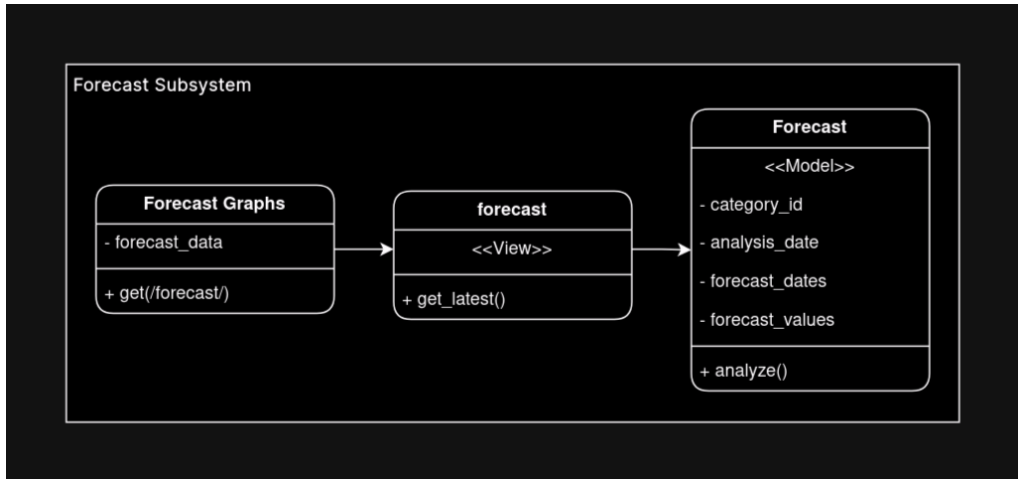 Forecast Subsystem
Forecast Graphs
- forecast_data
+ get(/forecast/)
forecast
<<View>>
+ get_latest()
Forecast
<<Model>>
- category_id
- analysis_date
- forecast_dates
- forecast_values
+ analyze()